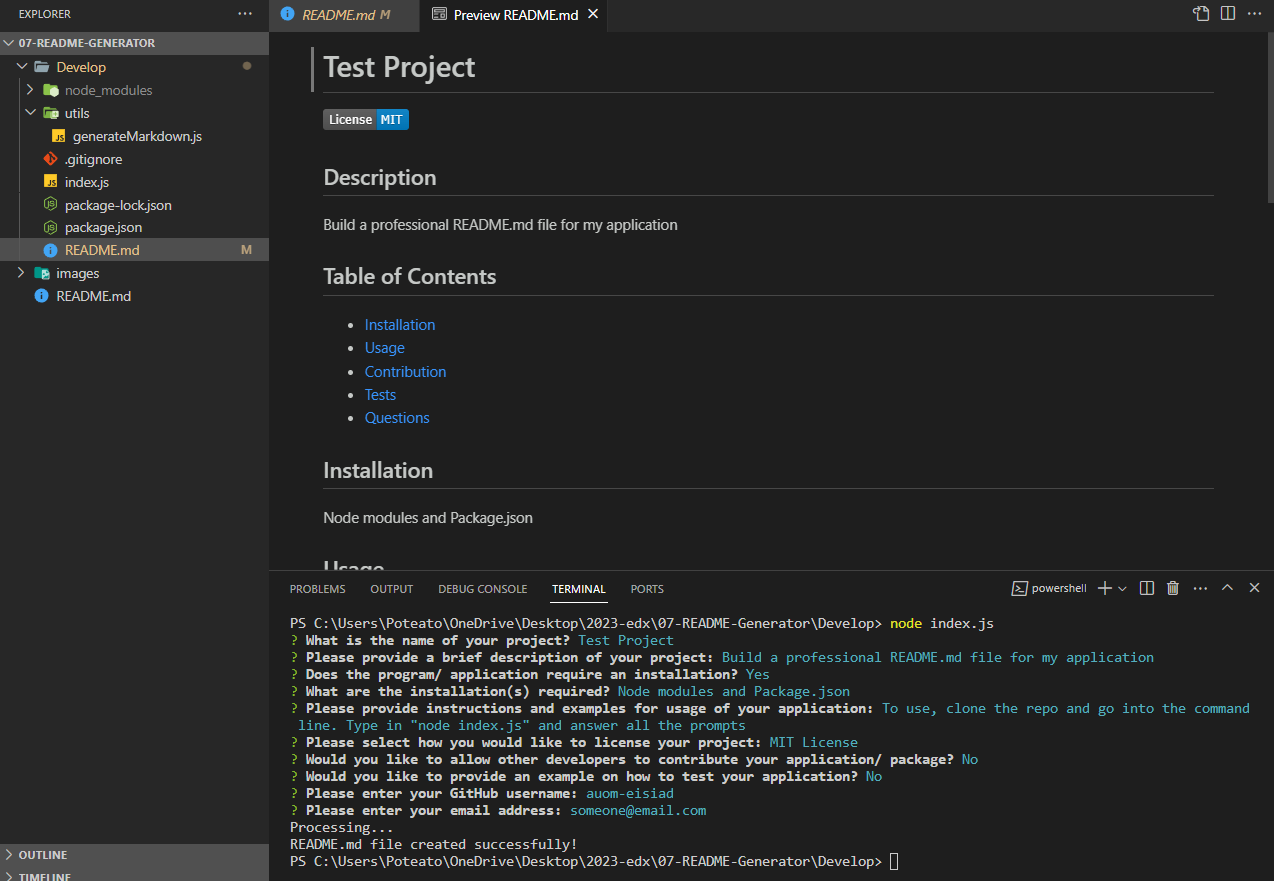 EXPLORER
07-README-GENERATOR
Develop
node_modules
utils
generateMarkdown.js
.gitignore
index.js
package-lock.json
package.json
README.md M
images
README.md
OUTLINE
TIMELINE
README.md M Preview README.md
Test Project
License MIT
Description
Build a professional README.md file for my application
Table of Contents
Installation
Usage
Contribution
Tests
Questions
Installation
Node modules and Package.json
Usage
PROBLEMS OUTPUT DEBUG CONSOLE TERMINAL PORTS powershell
PS C:\Users\Poteato\OneDrive\Desktop\2023-edx\07-README-Generator\Develop> node index.js
? What is the name of your project? Test Project
? Please provide a brief description of your project: Build a professional README.md file for my application
? Does the program/ application require an installation? Yes
? What are the installation(s) required? Node modules and Package.json
? Please provide instructions and examples for usage of your application: To use, clone the repo and go into the command
line. Type in "node index.js" and answer all the prompts
? Please select how you would like to license your project: MIT License
? Would you like to allow other developers to contribute your application/ package? No
? Would you like to provide an example on how to test your application? No
? Please enter your GitHub username: auom-eisiad
? Please enter your email address: someone@email.com
Processing...
README.md file created successfully!
PS C:\Users\Poteato\OneDrive\Desktop\2023-edx\07-README-Generator\Develop>